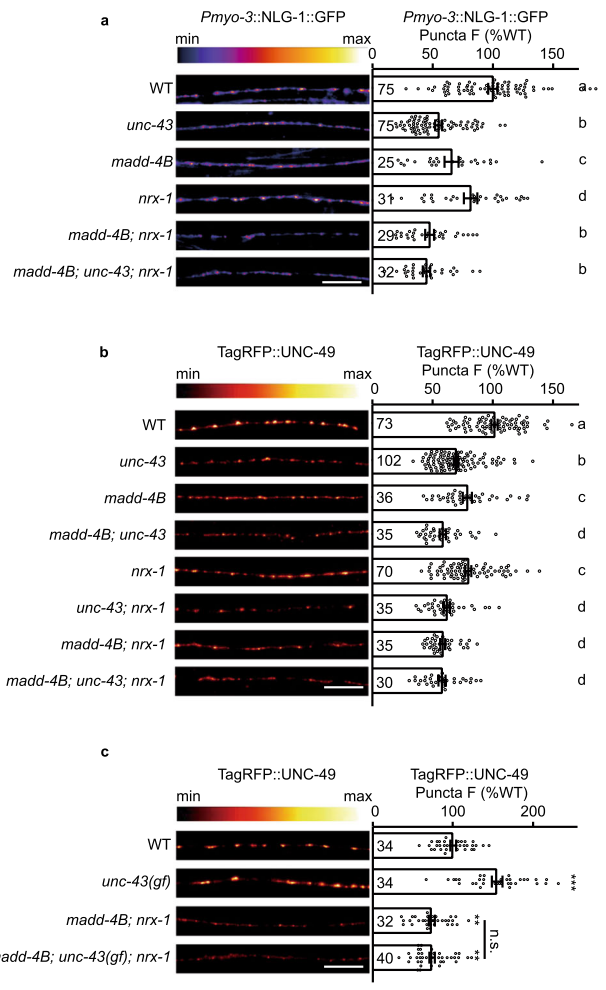 a
Pmyo-3::NLG-1::GFP
Pmyo-3::NLG-1::GFP
Puncta F (%WT)
min max
0 50 100 150
WT 75 a
unc-43 75 b
madd-4B 25 c
nrx-1 31 d
madd-4B; nrx-1 29 b
madd-4B; unc-43; nrx-1 32 b
b
TagRFP::UNC-49
TagRFP::UNC-49
Puncta F (%WT)
min max
0 50 100 150
WT 73 a
unc-43 102 b
madd-4B 36 c
madd-4B; unc-43 35 d
nrx-1 70 c
unc-43; nrx-1 35 d
madd-4B; nrx-1 35 d
madd-4B; unc-43; nrx-1 30 d
c
TagRFP::UNC-49
TagRFP::UNC-49
Puncta F (%WT)
min max
0 100 200
WT 34
unc-43(gf) 34 ***
madd-4B; nrx-1 32 **
n.s.
add-4B; unc-43(gf); nrx-1 40 **